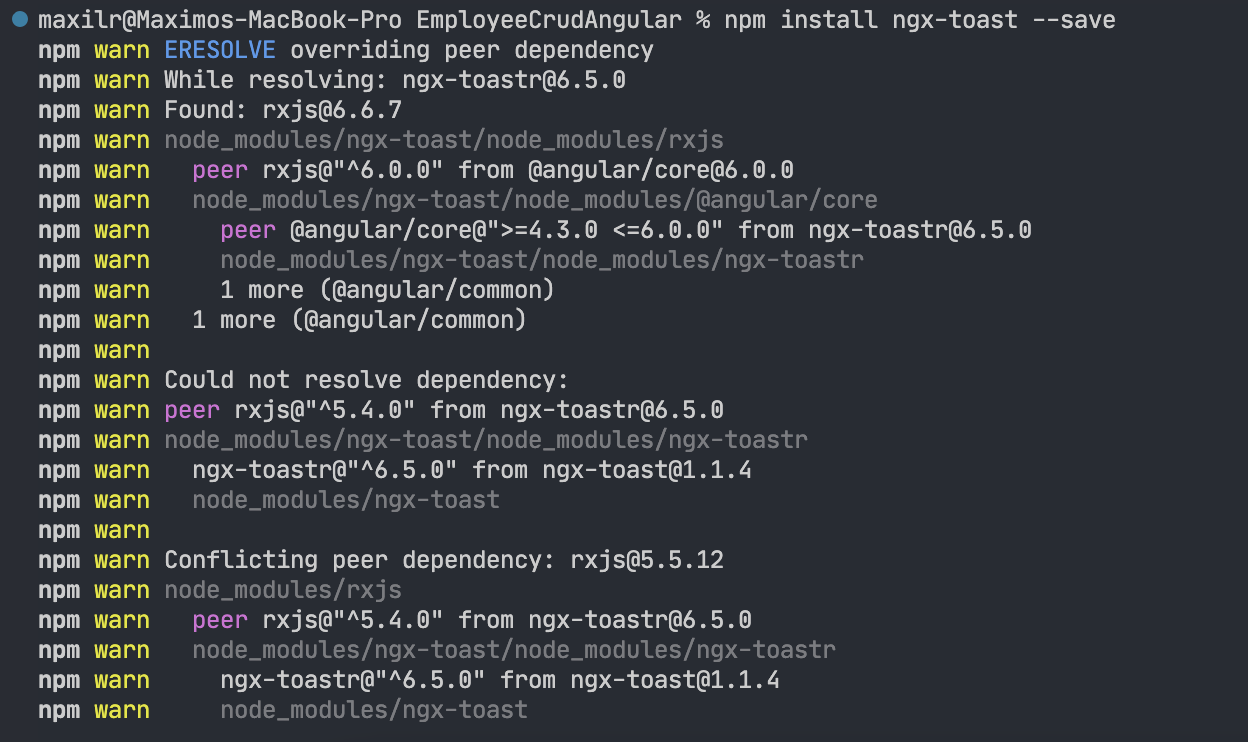 maxilr@Maximos-MacBook-Pro EmployeeCrudAngular % npm install ngx-toast --save
npm warn ERESOLVE overriding peer dependency
npm warn While resolving: ngx-toastr@6.5.0
npm warn Found: rxjs@6.6.7
npm warn node_modules/ngx-toast/node_modules/rxjs
npm warn   peer rxjs@"^6.0.0" from @angular/core@6.0.0
npm warn   node_modules/ngx-toast/node_modules/@angular/core
npm warn     peer @angular/core@">=4.3.0 <=6.0.0" from ngx-toastr@6.5.0
npm warn     node_modules/ngx-toast/node_modules/ngx-toastr
npm warn     1 more (@angular/common)
npm warn   1 more (@angular/common)
npm warn
npm warn Could not resolve dependency:
npm warn peer rxjs@"^5.4.0" from ngx-toastr@6.5.0
npm warn node_modules/ngx-toast/node_modules/ngx-toastr
npm warn   ngx-toastr@"^6.5.0" from ngx-toast@1.1.4
npm warn   node_modules/ngx-toast
npm warn
npm warn Conflicting peer dependency: rxjs@5.5.12
npm warn node_modules/rxjs
npm warn   peer rxjs@"^5.4.0" from ngx-toastr@6.5.0
npm warn   node_modules/ngx-toast/node_modules/ngx-toastr
npm warn     ngx-toastr@"^6.5.0" from ngx-toast@1.1.4
npm warn     node_modules/ngx-toast